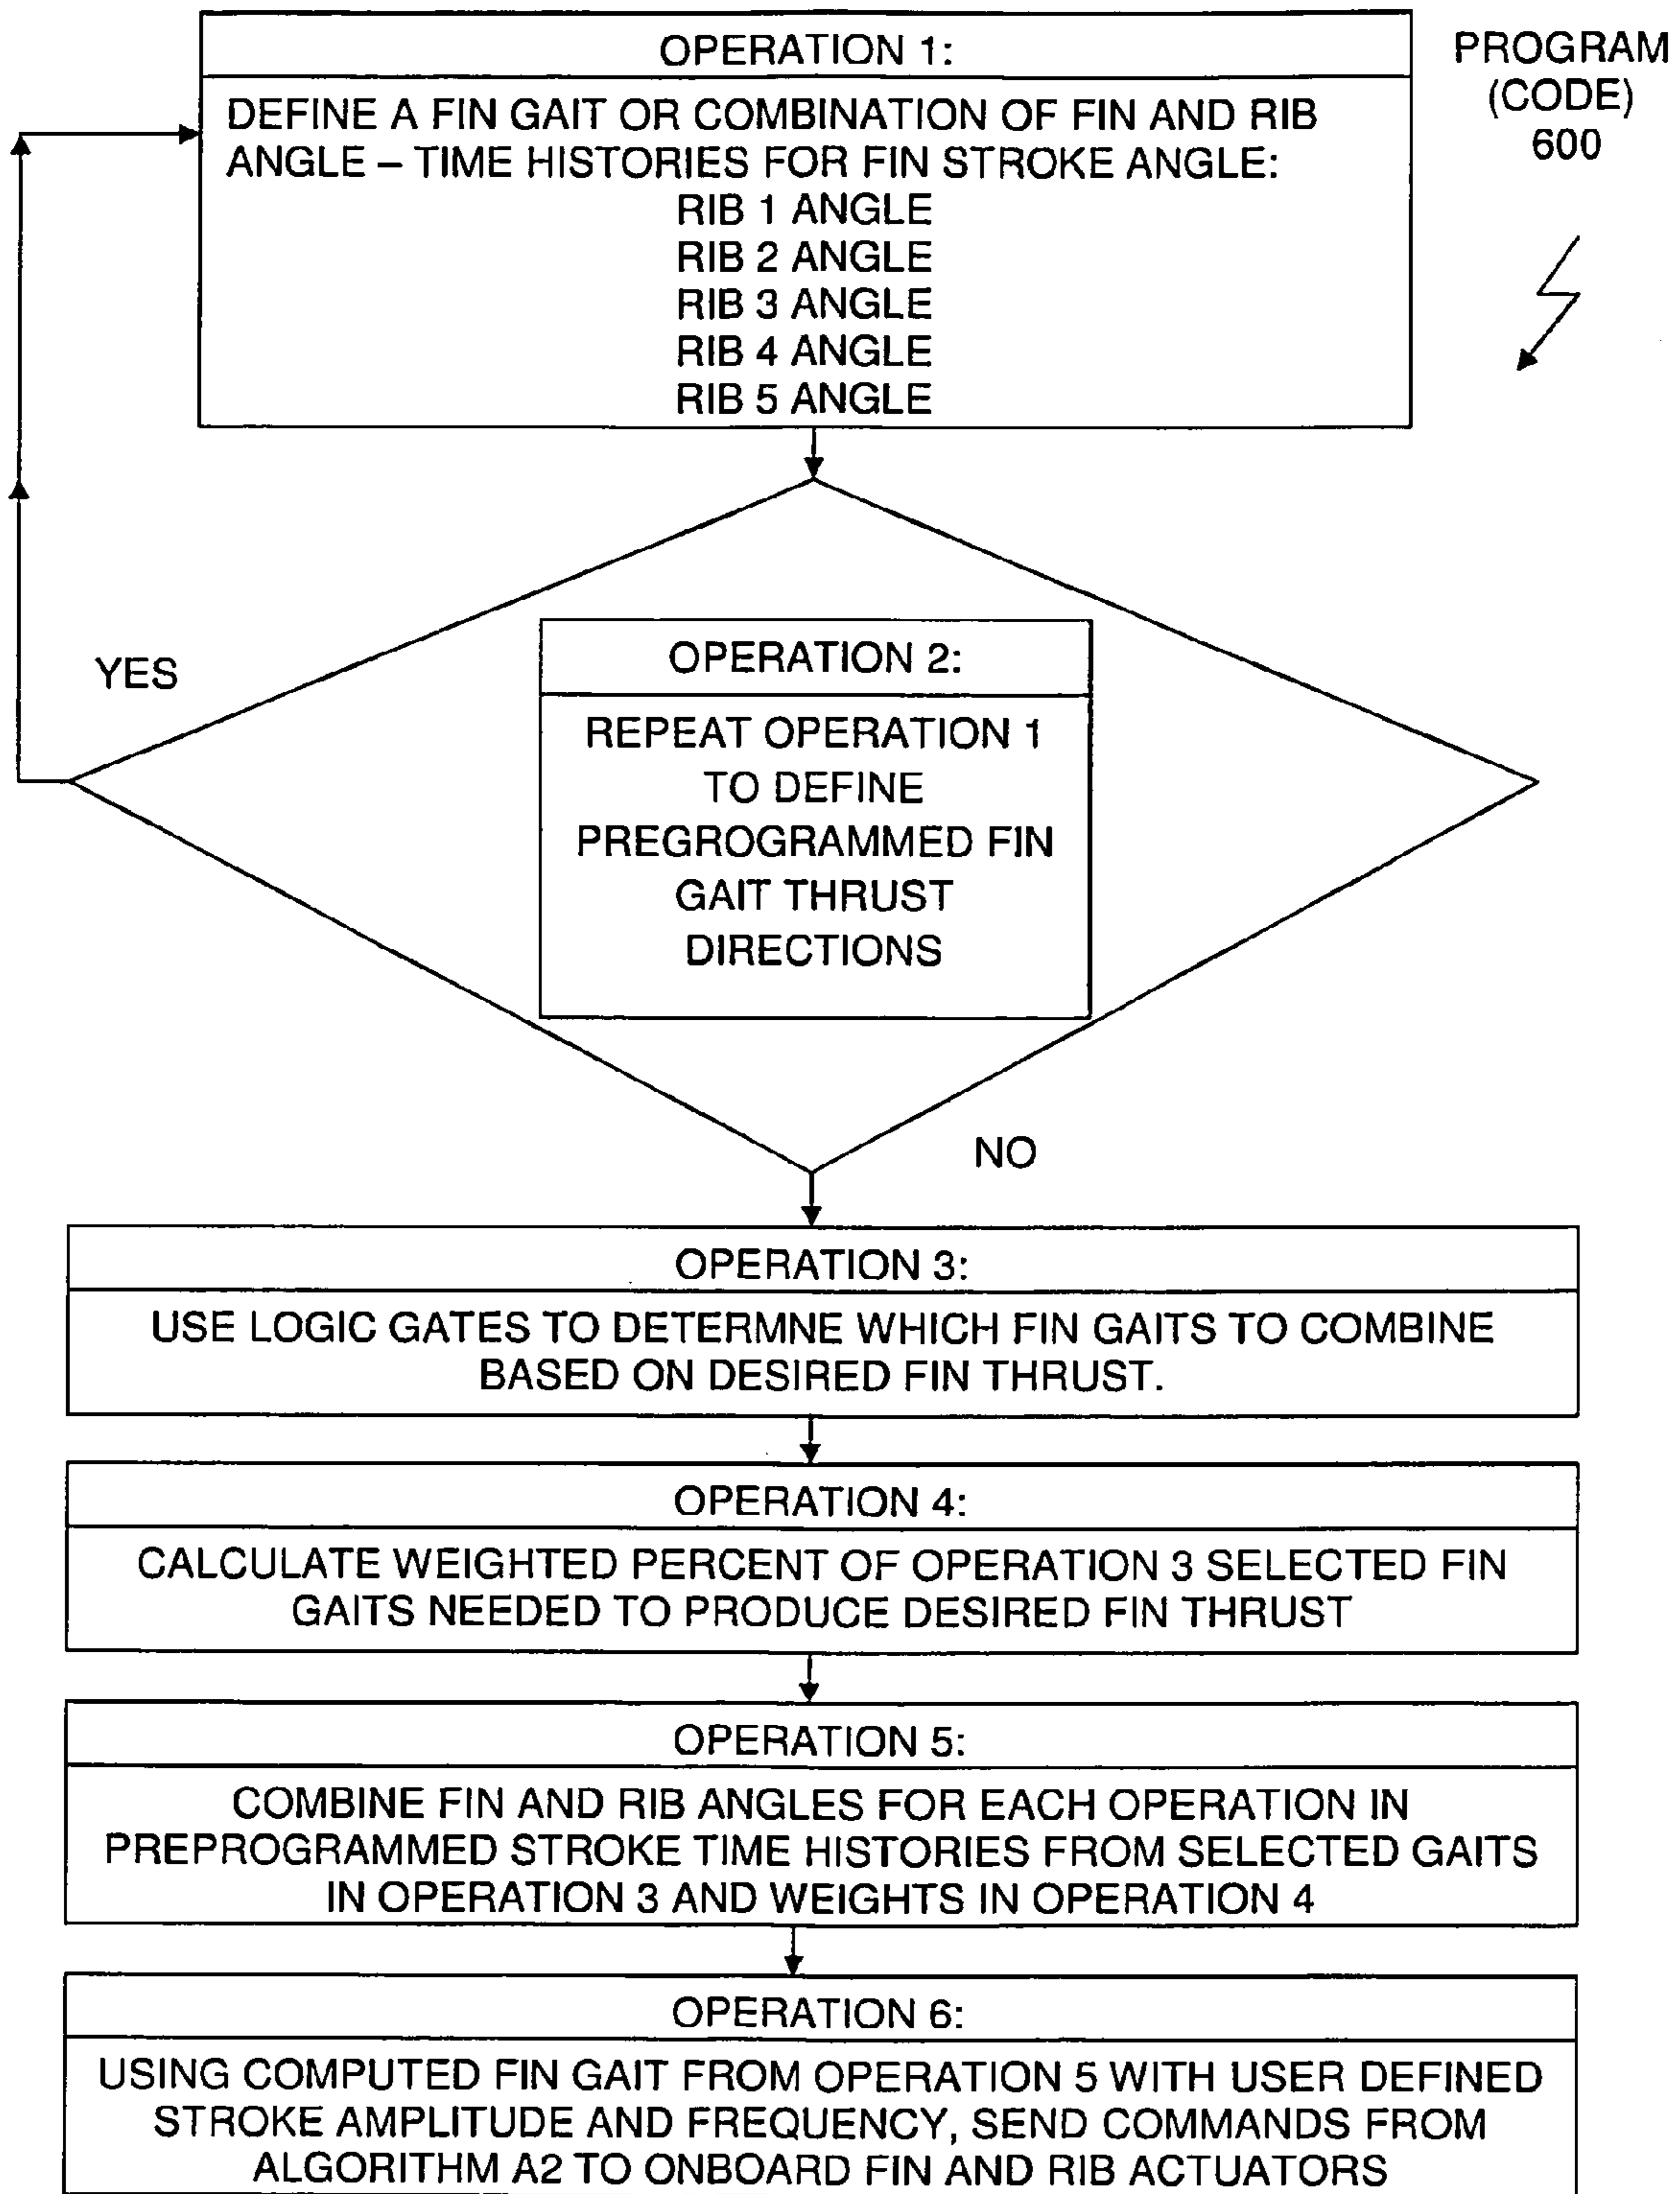 OPERATION 1:
DEFINE A FIN GAIT OR COMBINATION OF FIN AND RIB
ANGLE – TIME HISTORIES FOR FIN STROKE ANGLE:
RIB 1 ANGLE
RIB 2 ANGLE
RIB 3 ANGLE
RIB 4 ANGLE
RIB 5 ANGLE
PROGRAM
(CODE)
600
YES
OPERATION 2:
REPEAT OPERATION 1
TO DEFINE
PREGROGRAMMED FIN
GAIT THRUST
DIRECTIONS
NO
OPERATION 3:
USE LOGIC GATES TO DETERMNE WHICH FIN GAITS TO COMBINE
BASED ON DESIRED FIN THRUST.
OPERATION 4:
CALCULATE WEIGHTED PERCENT OF OPERATION 3 SELECTED FIN
GAITS NEEDED TO PRODUCE DESIRED FIN THRUST
OPERATION 5:
COMBINE FIN AND RIB ANGLES FOR EACH OPERATION IN
PREPROGRAMMED STROKE TIME HISTORIES FROM SELECTED GAITS
IN OPERATION 3 AND WEIGHTS IN OPERATION 4
OPERATION 6:
USING COMPUTED FIN GAIT FROM OPERATION 5 WITH USER DEFINED
STROKE AMPLITUDE AND FREQUENCY, SEND COMMANDS FROM
ALGORITHM A2 TO ONBOARD FIN AND RIB ACTUATORS